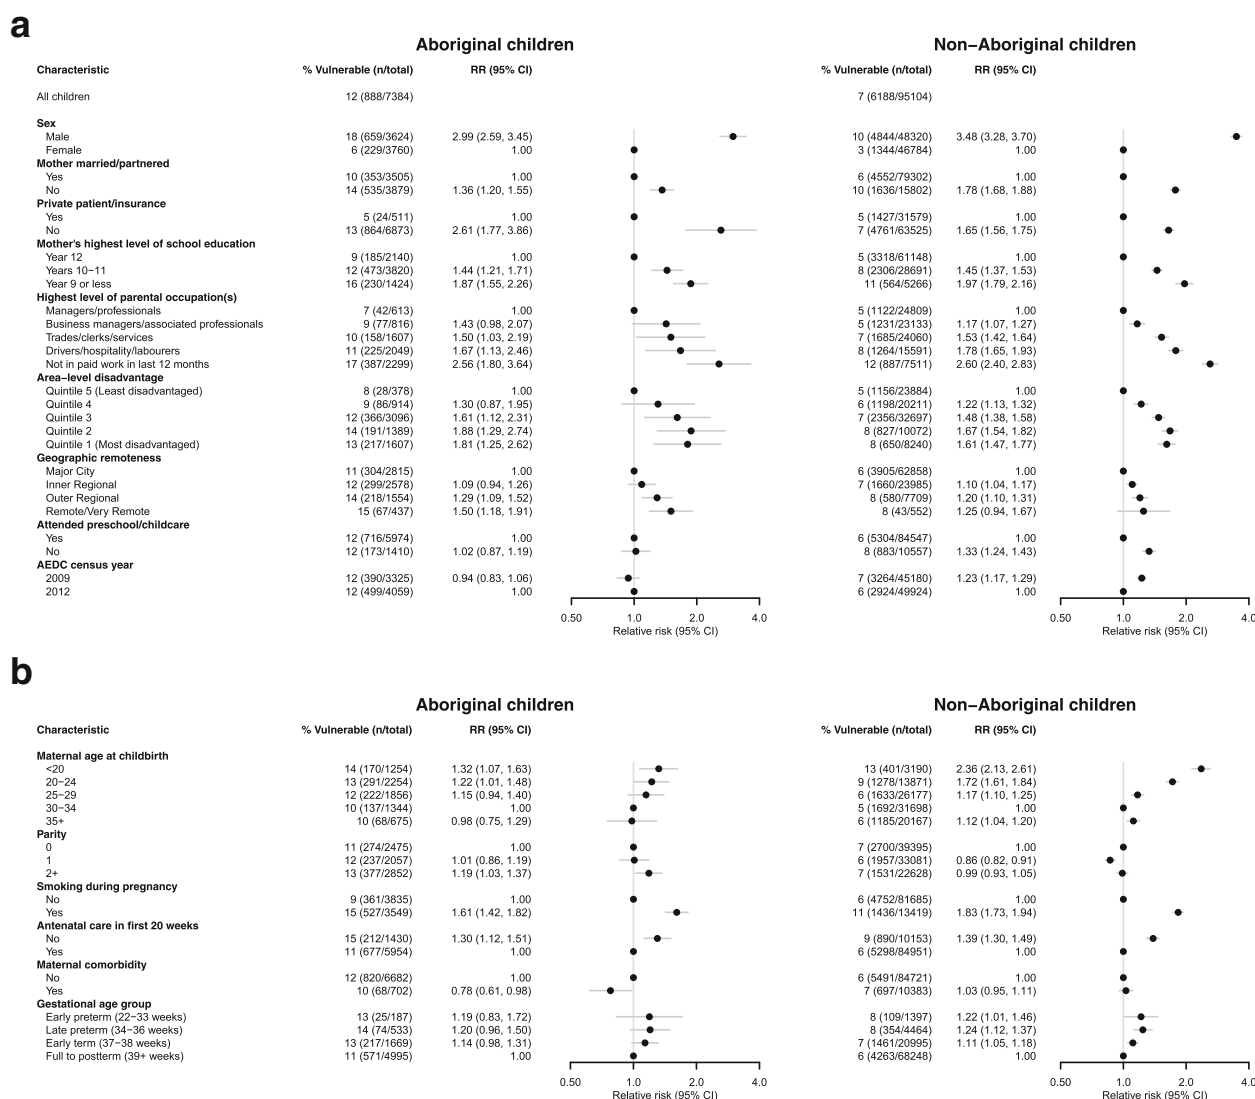 a
Aboriginal children Non−Aboriginal children
Characteristic % Vulnerable (n/total) RR (95% CI) % Vulnerable (n/total) RR (95% CI)
All children 12 (888/7384) 7 (6188/95104)
Sex
Male 18 (659/3624) 2.99 (2.59, 3.45) 10 (4844/48320) 3.48 (3.28, 3.70)
Female 6 (229/3760) 1.00 3 (1344/46784) 1.00
Mother married/partnered
Yes 10 (353/3505) 1.00 6 (4552/79302) 1.00
No 14 (535/3879) 1.36 (1.20, 1.55) 10 (1636/15802) 1.78 (1.68, 1.88)
Private patient/insurance
Yes 5 (24/511) 1.00 5 (1427/31579) 1.00
No 13 (864/6873) 2.61 (1.77, 3.86) 7 (4761/63525) 1.65 (1.56, 1.75)
Mother's highest level of school education
Year 12 9 (185/2140) 1.00 5 (3318/61148) 1.00
Years 10−11 12 (473/3820) 1.44 (1.21, 1.71) 8 (2306/28691) 1.45 (1.37, 1.53)
Year 9 or less 16 (230/1424) 1.87 (1.55, 2.26) 11 (564/5266) 1.97 (1.79, 2.16)
Highest level of parental occupation(s)
Managers/professionals 7 (42/613) 1.00 5 (1122/24809) 1.00
Business managers/associated professionals 9 (77/816) 1.43 (0.98, 2.07) 5 (1231/23133) 1.17 (1.07, 1.27)
Trades/clerks/services 10 (158/1607) 1.50 (1.03, 2.19) 7 (1685/24060) 1.53 (1.42, 1.64)
Drivers/hospitality/labourers 11 (225/2049) 1.67 (1.13, 2.46) 8 (1264/15591) 1.78 (1.65, 1.93)
Not in paid work in last 12 months 17 (387/2299) 2.56 (1.80, 3.64) 12 (887/7511) 2.60 (2.40, 2.83)
Area−level disadvantage
Quintile 5 (Least disadvantaged) 8 (28/378) 1.00 5 (1156/23884) 1.00
Quintile 4 9 (86/914) 1.30 (0.87, 1.95) 6 (1198/20211) 1.22 (1.13, 1.32)
Quintile 3 12 (366/3096) 1.61 (1.12, 2.31) 7 (2356/32697) 1.48 (1.38, 1.58)
Quintile 2 14 (191/1389) 1.88 (1.29, 2.74) 8 (827/10072) 1.67 (1.54, 1.82)
Quintile 1 (Most disadvantaged) 13 (217/1607) 1.81 (1.25, 2.62) 8 (650/8240) 1.61 (1.47, 1.77)
Geographic remoteness
Major City 11 (304/2815) 1.00 6 (3905/62858) 1.00
Inner Regional 12 (299/2578) 1.09 (0.94, 1.26) 7 (1660/23985) 1.10 (1.04, 1.17)
Outer Regional 14 (218/1554) 1.29 (1.09, 1.52) 8 (580/7709) 1.20 (1.10, 1.31)
Remote/Very Remote 15 (67/437) 1.50 (1.18, 1.91) 8 (43/552) 1.25 (0.94, 1.67)
Attended preschool/childcare
Yes 12 (716/5974) 1.00 6 (5304/84547) 1.00
No 12 (173/1410) 1.02 (0.87, 1.19) 8 (883/10557) 1.33 (1.24, 1.43)
AEDC census year
2009 12 (390/3325) 0.94 (0.83, 1.06) 7 (3264/45180) 1.23 (1.17, 1.29)
2012 12 (499/4059) 1.00 6 (2924/49924) 1.00
0.50 1.0 2.0 4.0 0.50 1.0 2.0 4.0
Relative risk (95% CI) Relative risk (95% CI)
b
Aboriginal children Non−Aboriginal children
Characteristic % Vulnerable (n/total) RR (95% CI) % Vulnerable (n/total) RR (95% CI)
Maternal age at childbirth
<20 14 (170/1254) 1.32 (1.07, 1.63) 13 (401/3190) 2.36 (2.13, 2.61)
20−24 13 (291/2254) 1.22 (1.01, 1.48) 9 (1278/13871) 1.72 (1.61, 1.84)
25−29 12 (222/1856) 1.15 (0.94, 1.40) 6 (1633/26177) 1.17 (1.10, 1.25)
30−34 10 (137/1344) 1.00 5 (1692/31698) 1.00
35+ 10 (68/675) 0.98 (0.75, 1.29) 6 (1185/20167) 1.12 (1.04, 1.20)
Parity
0 11 (274/2475) 1.00 7 (2700/39395) 1.00
1 12 (237/2057) 1.01 (0.86, 1.19) 6 (1957/33081) 0.86 (0.82, 0.91)
2+ 13 (377/2852) 1.19 (1.03, 1.37) 7 (1531/22628) 0.99 (0.93, 1.05)
Smoking during pregnancy
No 9 (361/3835) 1.00 6 (4752/81685) 1.00
Yes 15 (527/3549) 1.61 (1.42, 1.82) 11 (1436/13419) 1.83 (1.73, 1.94)
Antenatal care in first 20 weeks
No 15 (212/1430) 1.30 (1.12, 1.51) 9 (890/10153) 1.39 (1.30, 1.49)
Yes 11 (677/5954) 1.00 6 (5298/84951) 1.00
Maternal comorbidity
No 12 (820/6682) 1.00 6 (5491/84721) 1.00
Yes 10 (68/702) 0.78 (0.61, 0.98) 7 (697/10383) 1.03 (0.95, 1.11)
Gestational age group
Early preterm (22−33 weeks) 13 (25/187) 1.19 (0.83, 1.72) 8 (109/1397) 1.22 (1.01, 1.46)
Late preterm (34−36 weeks) 14 (74/533) 1.20 (0.96, 1.50) 8 (354/4464) 1.24 (1.12, 1.37)
Early term (37−38 weeks) 13 (217/1669) 1.14 (0.98, 1.31) 7 (1461/20995) 1.11 (1.05, 1.18)
Full to postterm (39+ weeks) 11 (571/4995) 1.00 6 (4263/68248) 1.00
0.50 1.0 2.0 4.0 0.50 1.0 2.0 4.0
Relative risk (95% CI) Relative risk (95% CI)